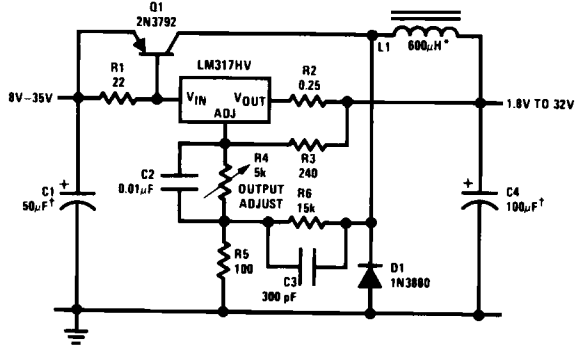 Q1
2N3792
L1
600μH*
R1
22
LM317HV
VIN
VOUT
ADJ
R2
0.25
8V–35V
1.8V TO 32V
R3
240
R4
5k
OUTPUT
ADJUST
C2
0.01μF
R6
15k
C1
50μF†
+
C4
100μF†
+
R5
100
C3
300 pF
D1
1N3880